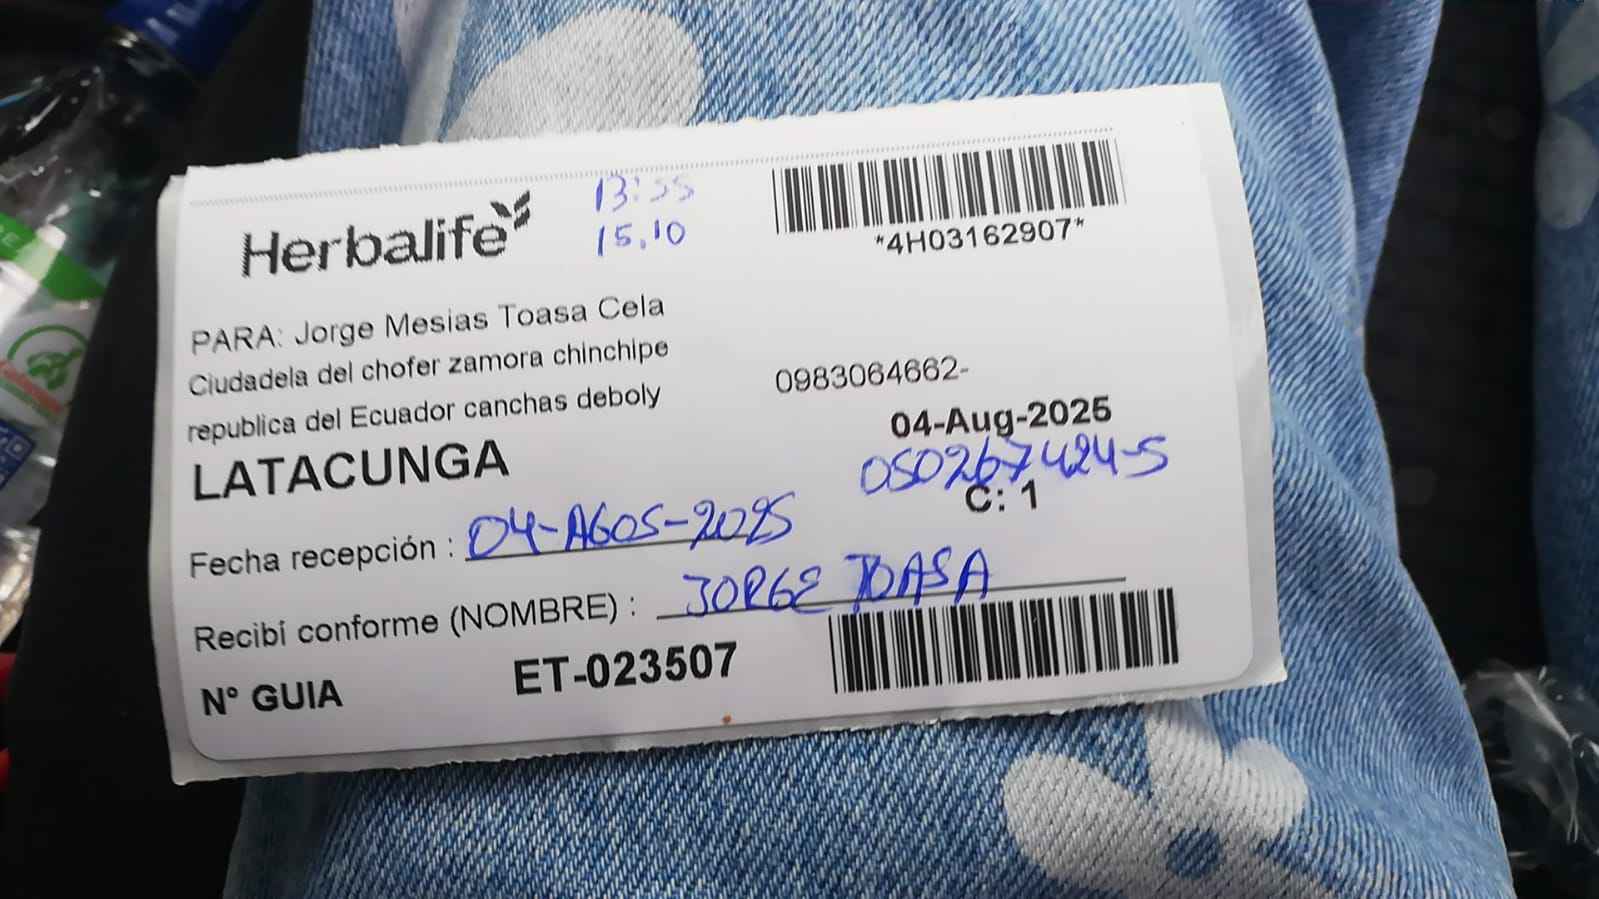 Herbalife
13:55
15.10
*4H03162907*
PARA: Jorge Mesias Toasa Cela
Ciudadela del chofer zamora chinchipe
republica del Ecuador canchas deboly
0983064662-
LATACUNGA
04-Aug-2025
050267424-5
C: 1
Fecha recepción : 04-AGOS-2025
Recibí conforme (NOMBRE) : JORGE TOASA
N° GUIA ET-023507